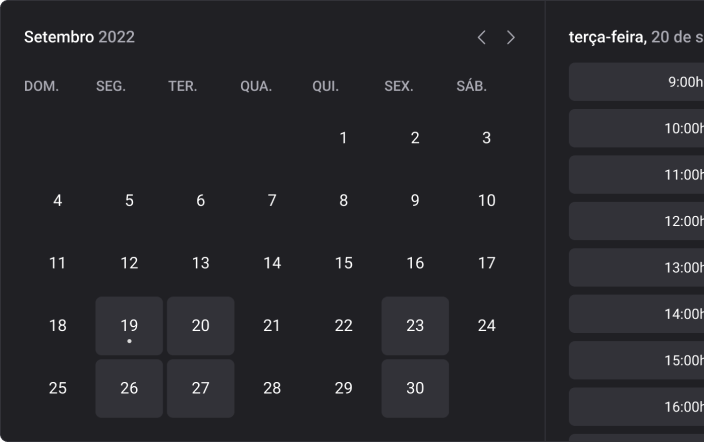 Setembro 2022
DOM. SEG. TER. QUA. QUI. SEX. SÁB.
1 2 3
4 5 6 7 8 9 10
11 12 13 14 15 16 17
18 19 20 21 22 23 24
25 26 27 28 29 30
terça-feira, 20 de s
9:00h
10:00h
11:00h
12:00h
13:00h
14:00h
15:00h
16:00h